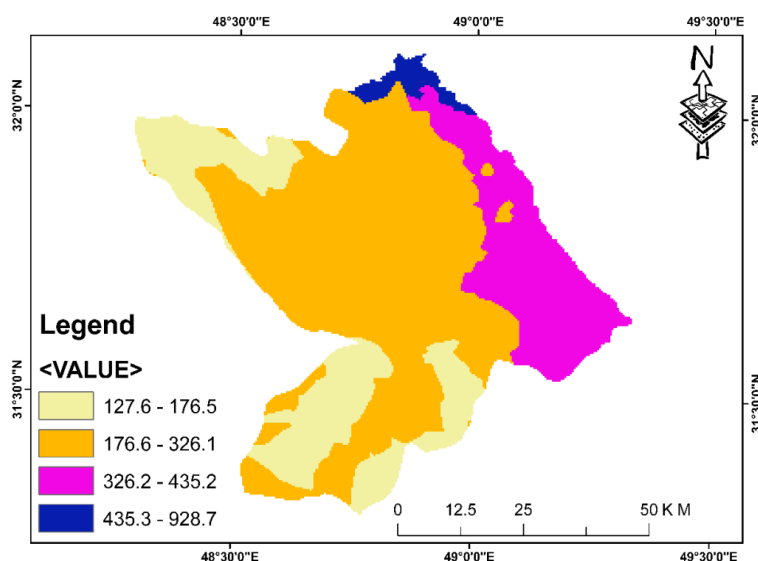 48°30'0"E 49°0'0"E 49°30'0"E
N
32°0'0"N 32°0'0"N
Legend
<VALUE>
127.6 - 176.5
176.6 - 326.1
326.2 - 435.2
435.3 - 928.7
31°30'0"N 31°30'0"N
0 12.5 25 50 K M
48°30'0"E 49°0'0"E 49°30'0"E